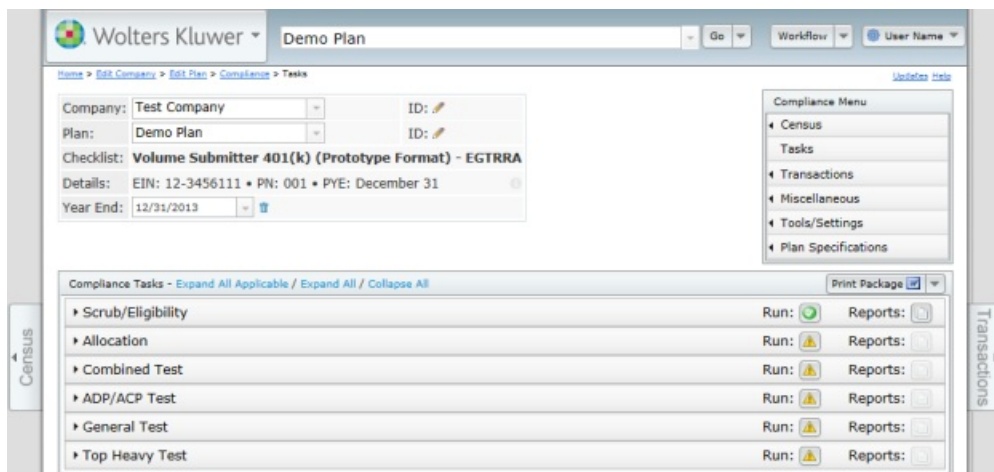 Wolters Kluwer
Demo Plan
Go
Workflow
User Name
Home > Edit Company > Edit Plan > Compliance > Tasks
Updates Help
Company: Test Company ID:
Plan: Demo Plan ID:
Checklist: Volume Submitter 401(k) (Prototype Format) - EGTRRA
Details: EIN: 12-3456111 • PN: 001 • PYE: December 31
Year End: 12/31/2013
Compliance Menu
Census
Tasks
Transactions
Miscellaneous
Tools/Settings
Plan Specifications
Compliance Tasks - Expand All Applicable / Expand All / Collapse All
Print Package
Scrub/Eligibility Run: Reports:
Allocation Run: Reports:
Combined Test Run: Reports:
ADP/ACP Test Run: Reports:
General Test Run: Reports:
Top Heavy Test Run: Reports:
Census
Transactions